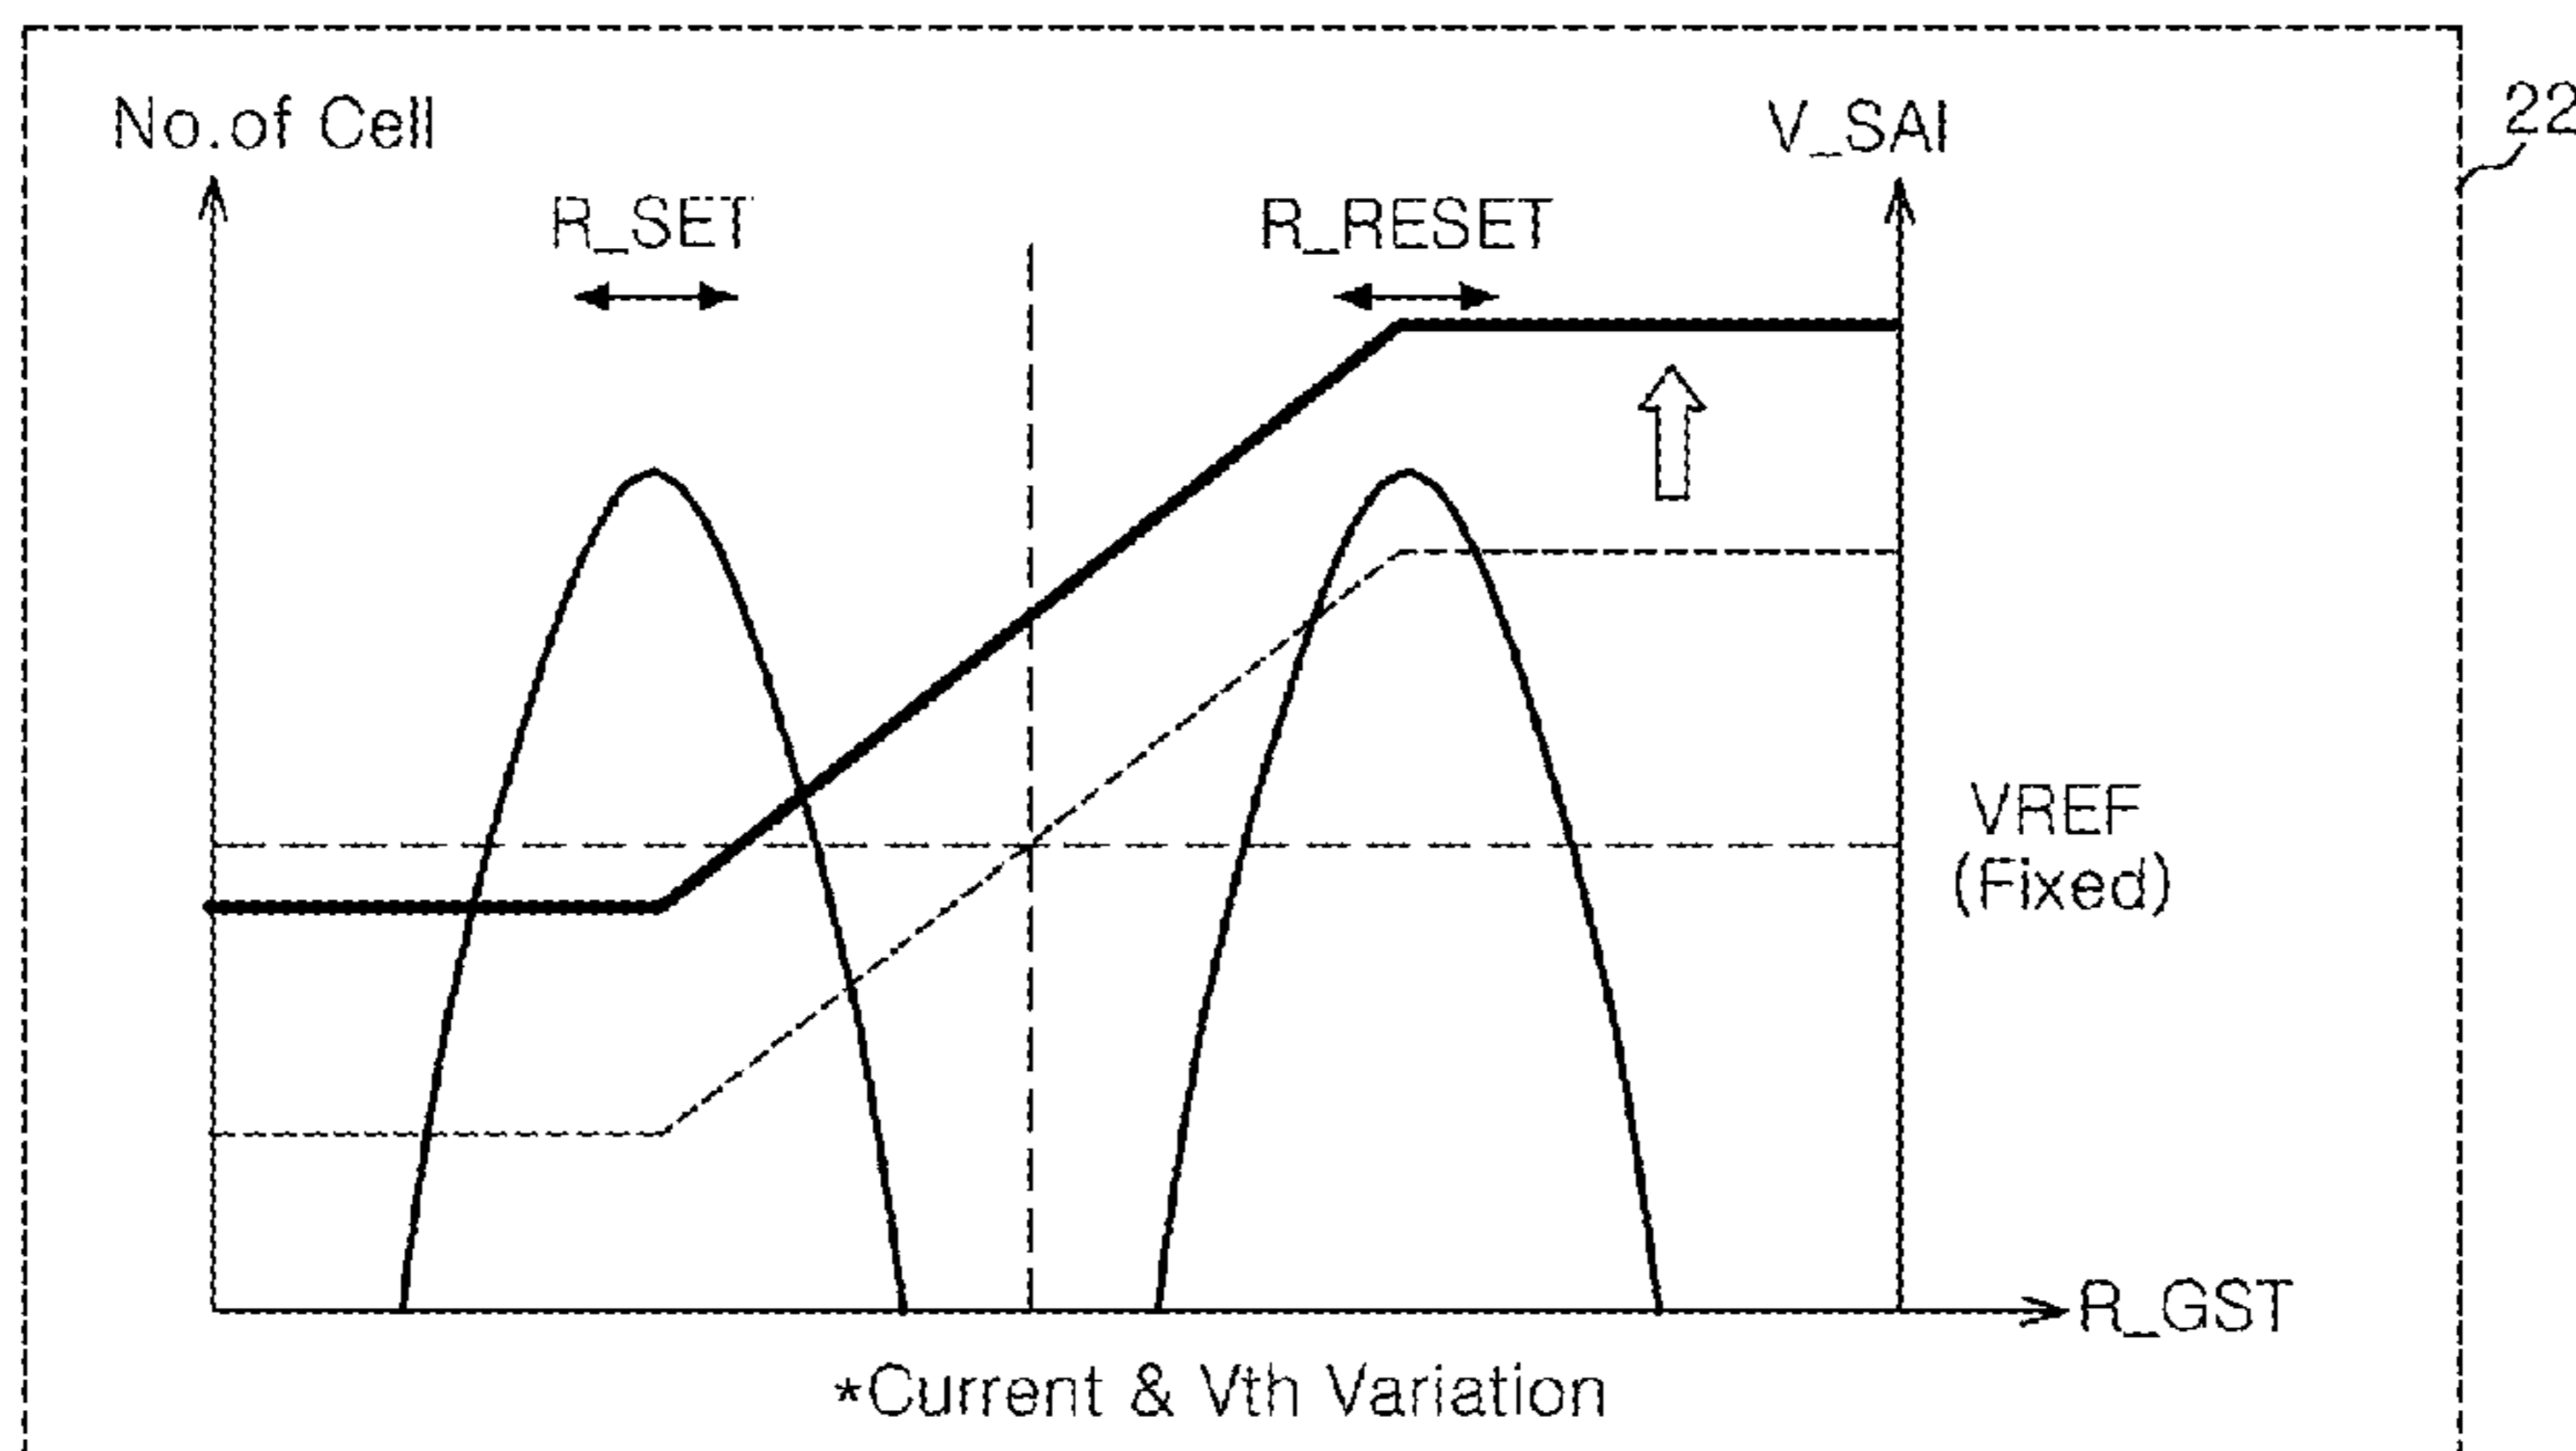 No.of Cell
V_SAI
22
R_SET
R_RESET
VREF
(Fixed)
R_GST
*Current & Vth Variation